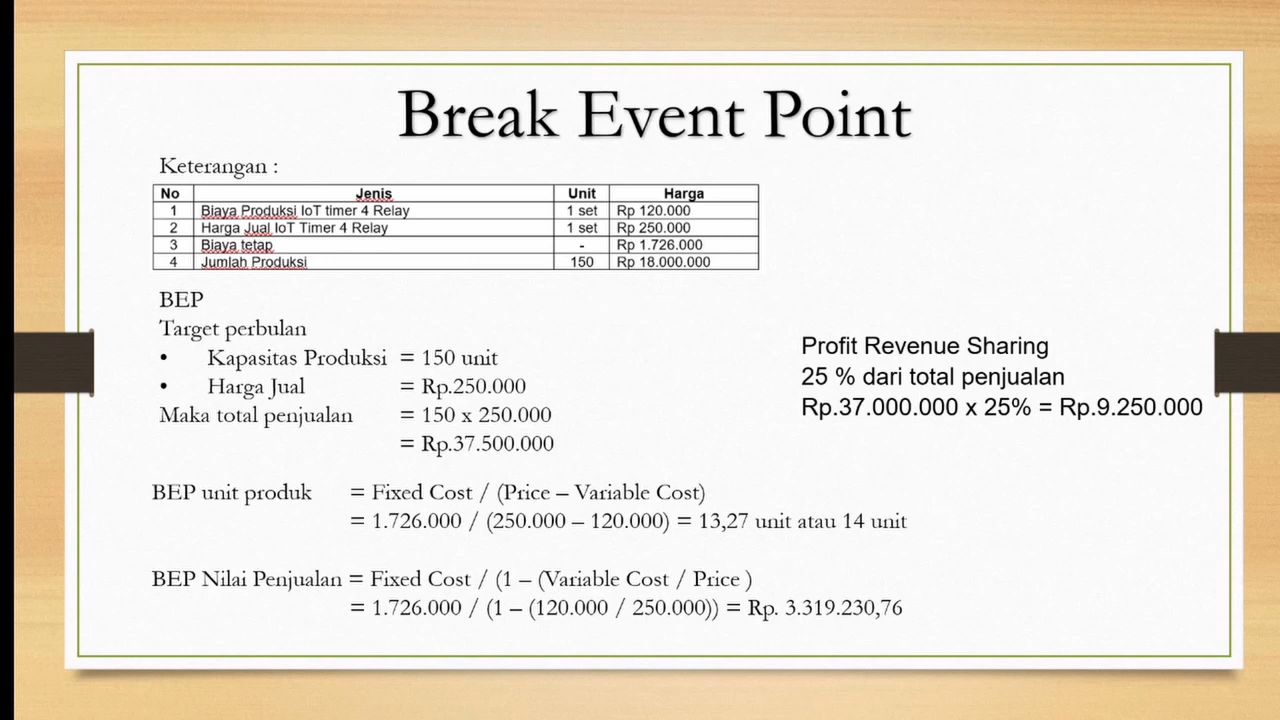 Break Event Point
Keterangan :
No Jenis Unit Harga
1 Biaya Produksi IoT timer 4 Relay 1 set Rp 120.000
2 Harga Jual IoT Timer 4 Relay 1 set Rp 250.000
3 Biaya tetap - Rp 1.726.000
4 Jumlah Produksi 150 Rp 18.000.000
BEP
Target perbulan
• Kapasitas Produksi = 150 unit
• Harga Jual = Rp.250.000
Maka total penjualan = 150 x 250.000
= Rp.37.500.000
Profit Revenue Sharing
25 % dari total penjualan
Rp.37.000.000 x 25% = Rp.9.250.000
BEP unit produk = Fixed Cost / (Price – Variable Cost)
= 1.726.000 / (250.000 – 120.000) = 13,27 unit atau 14 unit
BEP Nilai Penjualan = Fixed Cost / (1 – (Variable Cost / Price )
= 1.726.000 / (1 – (120.000 / 250.000)) = Rp. 3.319.230,76